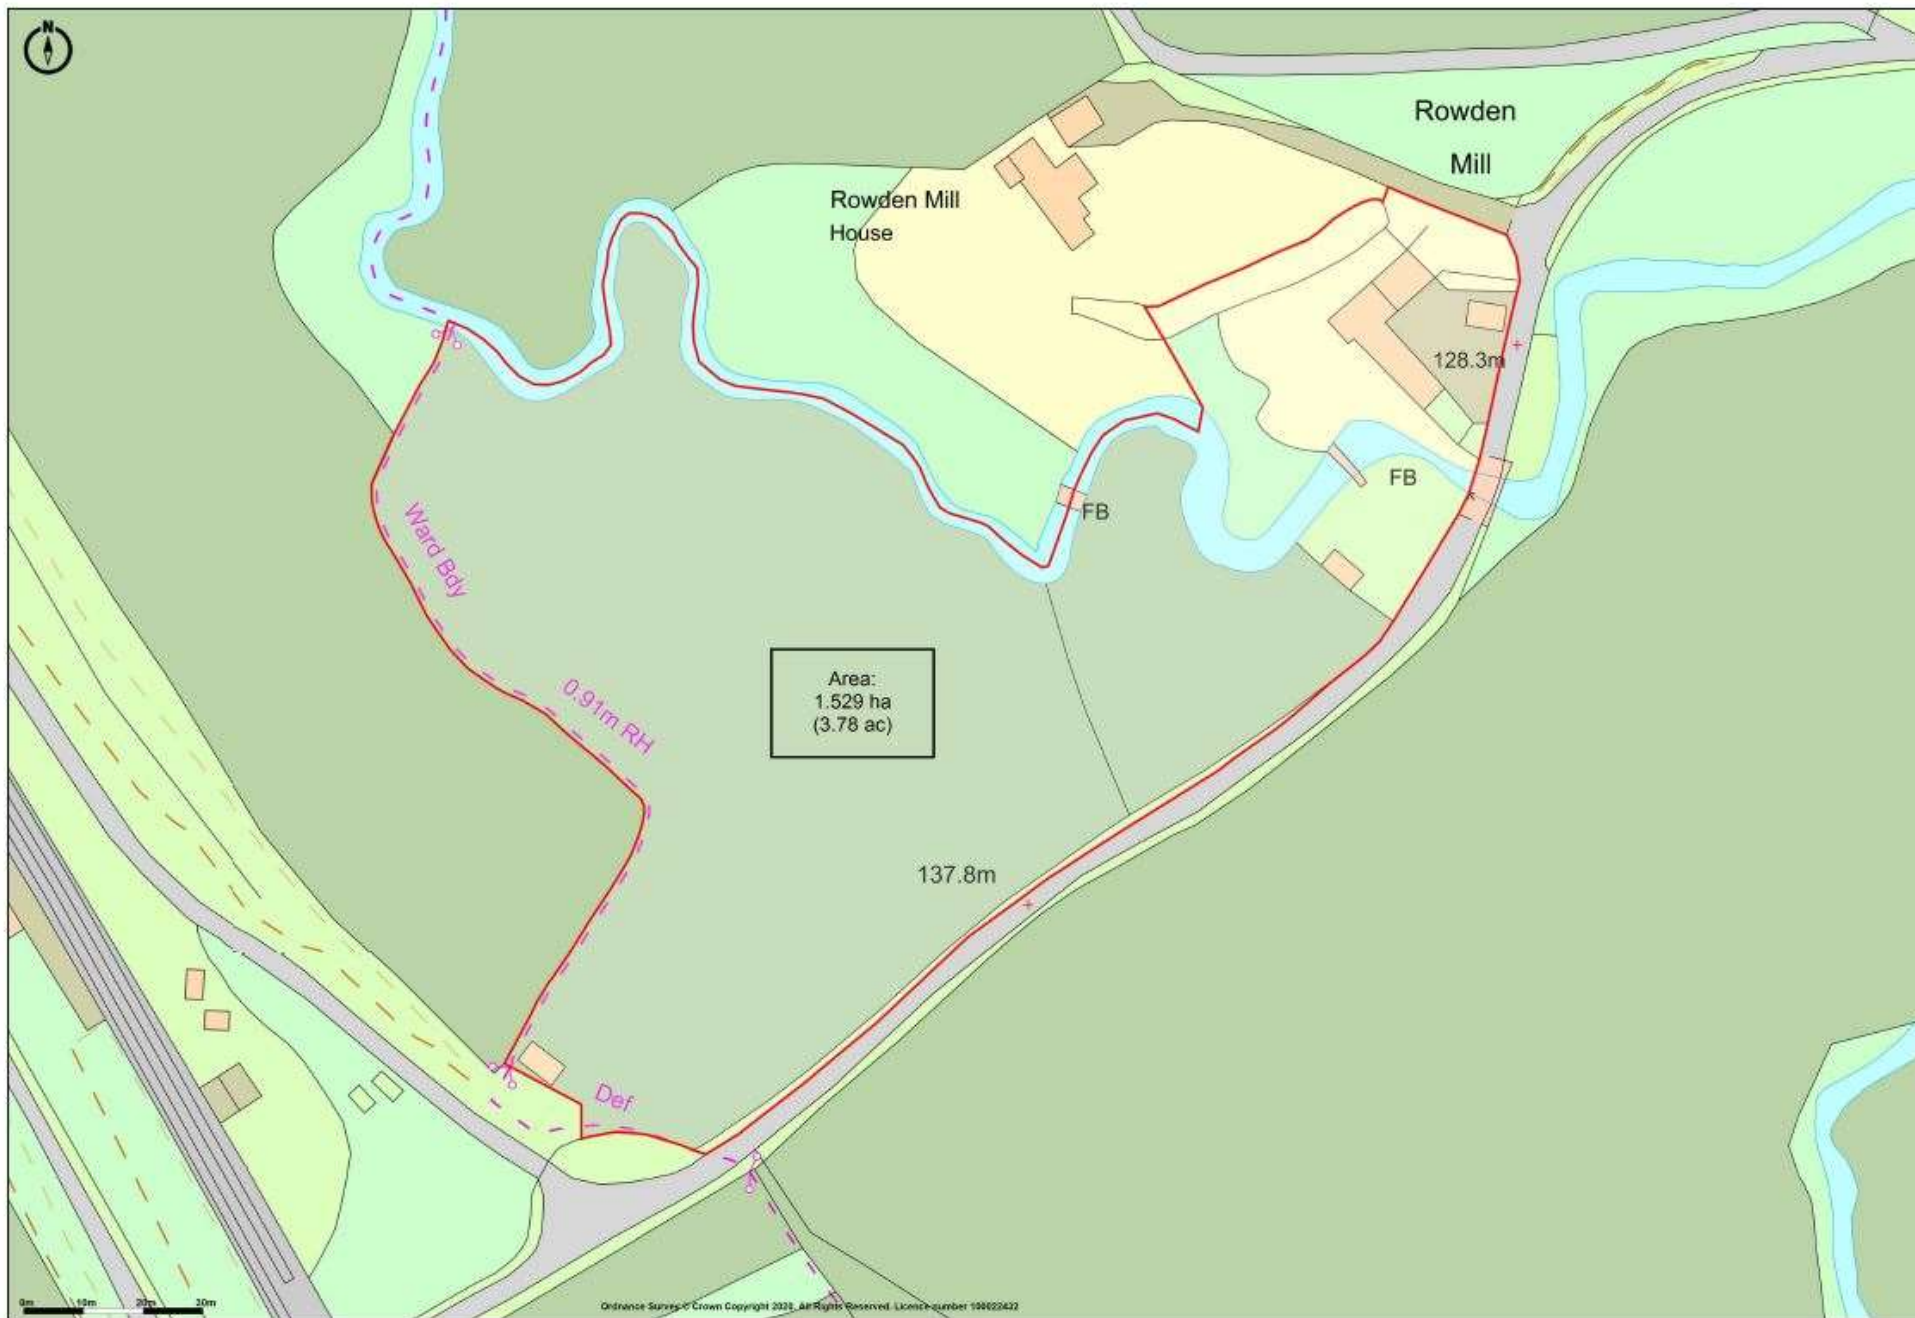 N
Rowden
Mill
Rowden Mill
House
128.3m
FB
FB
Ward Bdy
0.91m RH
Area:
1.529 ha
(3.78 ac)
137.8m
Def
0m 10m 20m 30m
Ordnance Survey © Crown Copyright 2020. All Rights Reserved. Licence number 100022432